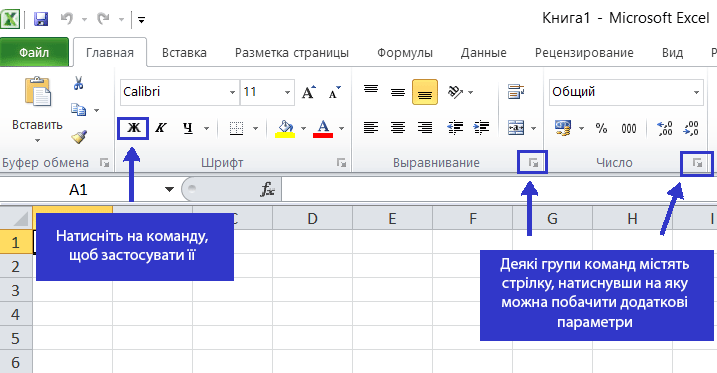 Книга1 - Microsoft Excel
Файл Главная Вставка Разметка страницы Формулы Данные Рецензирование Вид
Вставить
Calibri 11
Общий
Ж К Ч А % 000
Буфер обмена Шрифт Выравнивание Число
A1 fx
C D E F G H I
1
2
3
4
5
6
Натисніть на команду,
щоб застосувати її
Деякі групи команд містять
стрілку, натиснувши на яку
можна побачити додаткові
параметри